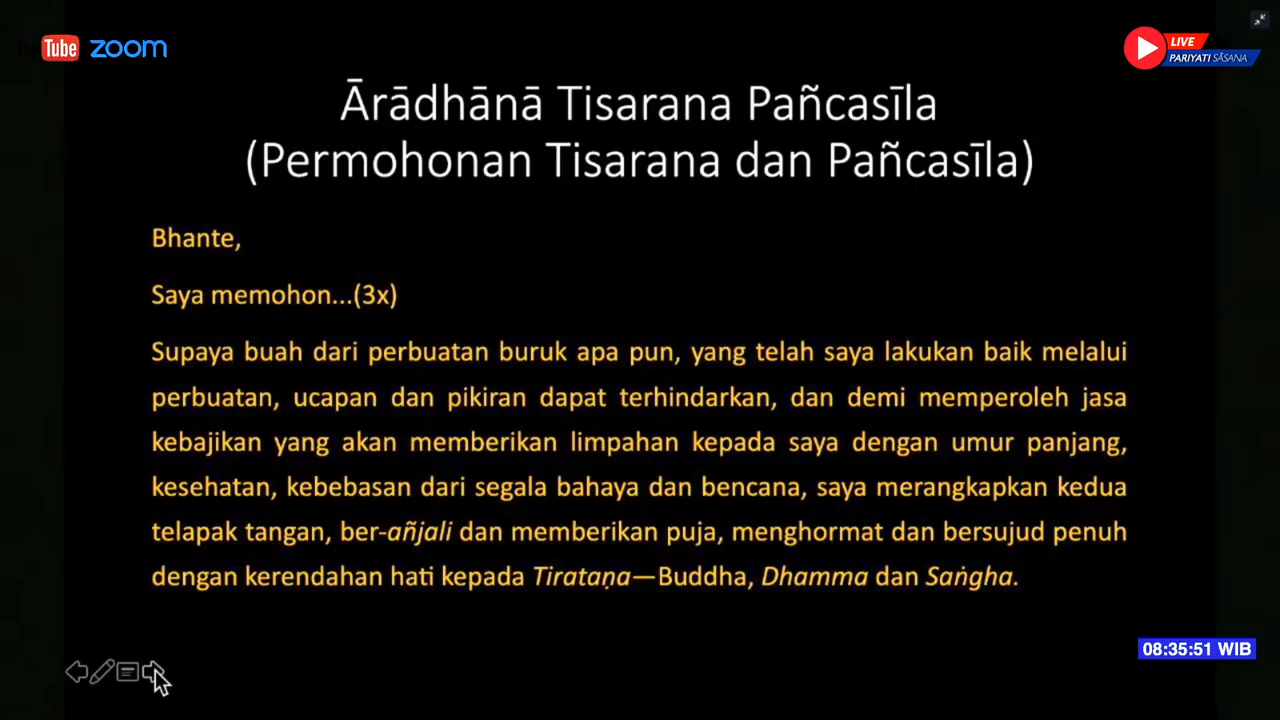 Tube zoom
LIVE
PARIYATI SĀSANA
Ārādhānā Tisarana Pañcasīla
(Permohonan Tisarana dan Pañcasīla)
Bhante,
Saya memohon...(3x)
Supaya buah dari perbuatan buruk apa pun, yang telah saya lakukan baik melalui
perbuatan, ucapan dan pikiran dapat terhindarkan, dan demi memperoleh jasa
kebajikan yang akan memberikan limpahan kepada saya dengan umur panjang,
kesehatan, kebebasan dari segala bahaya dan bencana, saya merangkapkan kedua
telapak tangan, ber-añjali dan memberikan puja, menghormat dan bersujud penuh
dengan kerendahan hati kepada Tirataṇa—Buddha, Dhamma dan Saṅgha.
08:35:51 WIB